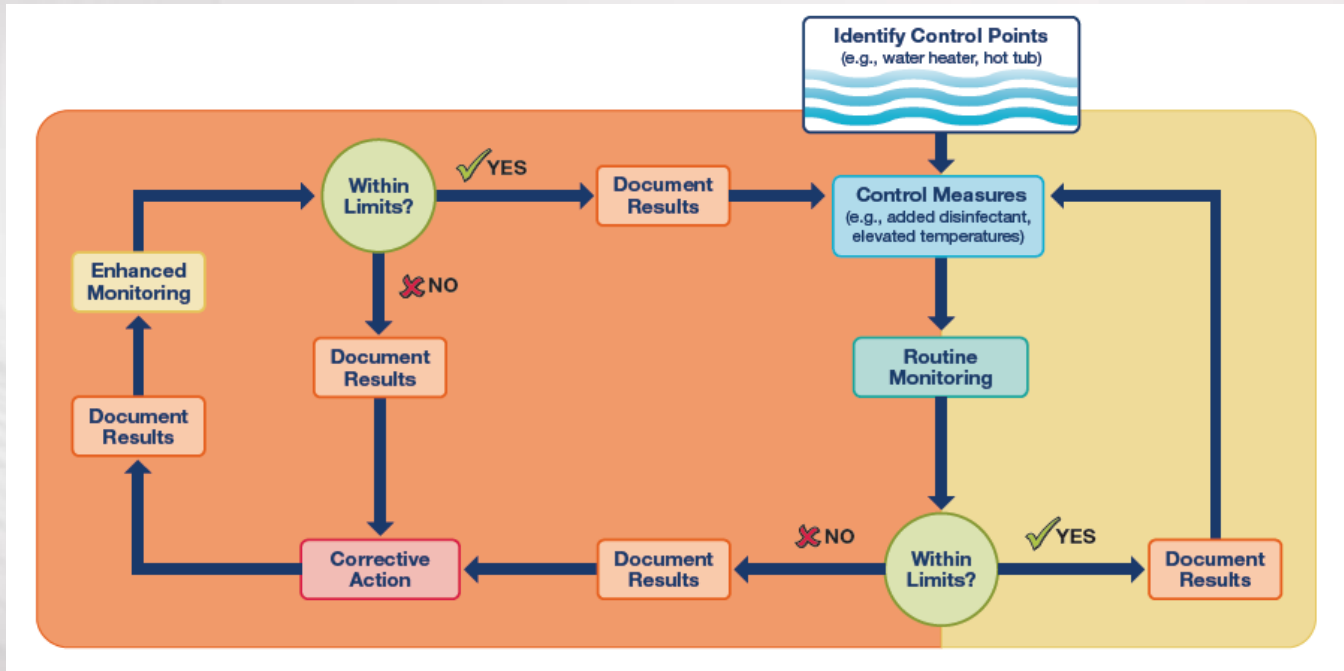 Identify Control Points
(e.g., water heater, hot tub)
Within
Limits?
YES
Document
Results
Control Measures
(e.g., added disinfectant,
elevated temperatures)
Enhanced
Monitoring
NO
Document
Results
Routine
Monitoring
Document
Results
Corrective
Action
Document
Results
NO
Within
Limits?
YES
Document
Results